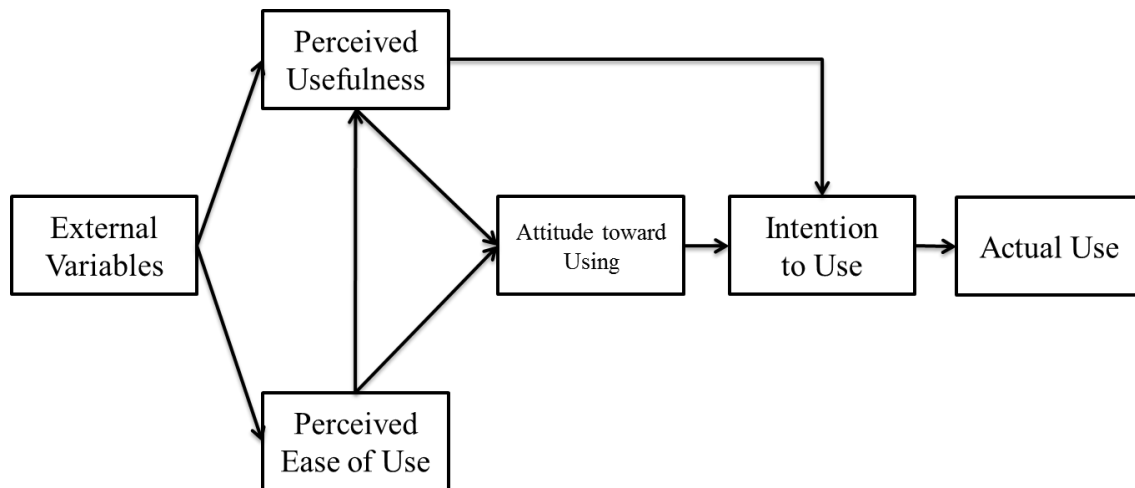 Perceived
Usefulness
External
Variables
Attitude toward
Using
Intention
to Use
Actual Use
Perceived
Ease of Use